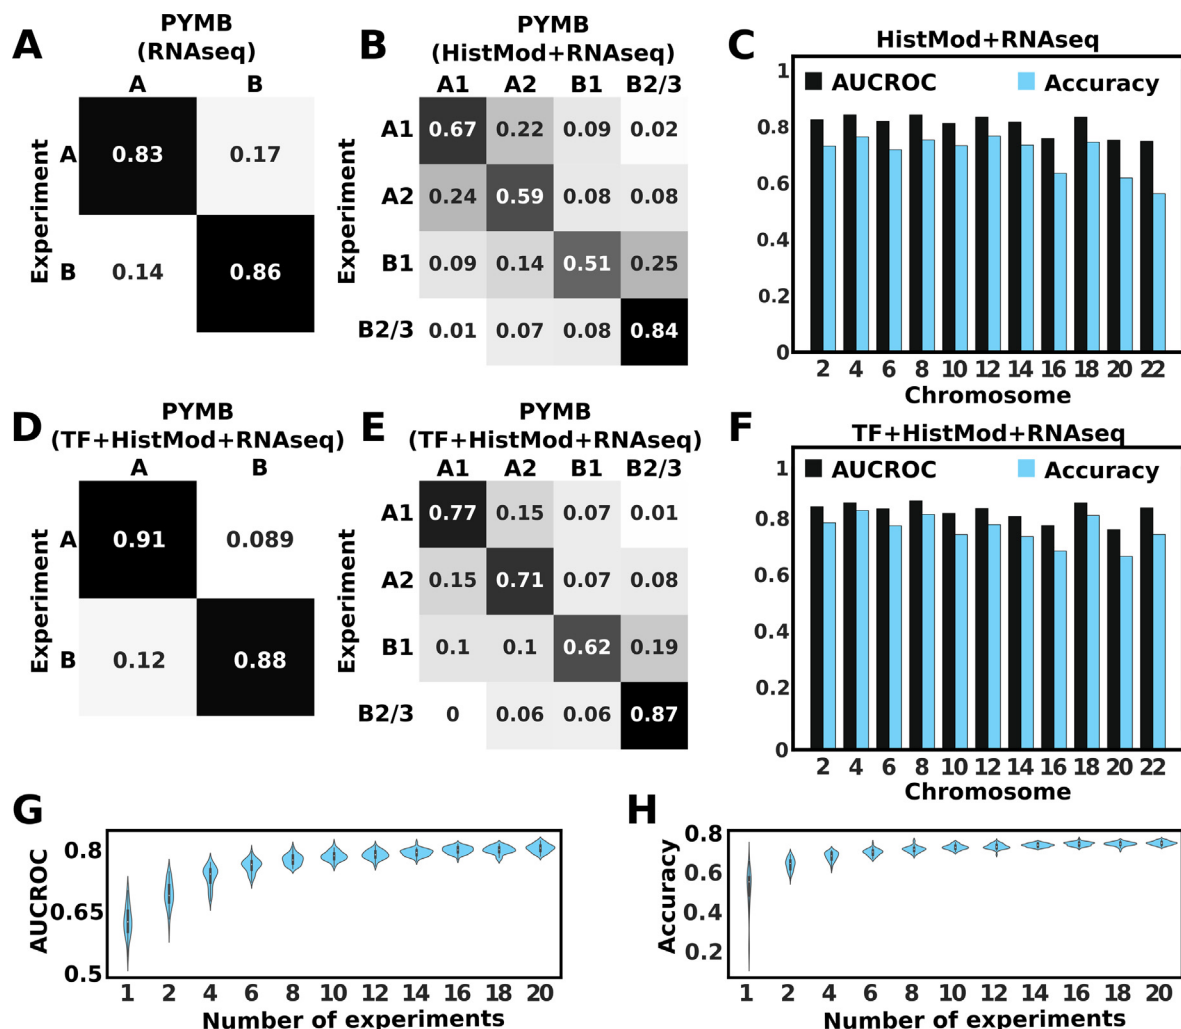 A
PYMB
(RNAseq)
A B
Experiment
A 0.83 0.17
B 0.14 0.86
B
PYMB
(HistMod+RNAseq)
A1 A2 B1 B2/3
Experiment
A1 0.67 0.22 0.09 0.02
A2 0.24 0.59 0.08 0.08
B1 0.09 0.14 0.51 0.25
B2/3 0.01 0.07 0.08 0.84
C
HistMod+RNAseq
AUCROC Accuracy
1
0.8
0.6
0.4
0.2
0
2 4 6 8 10 12 14 16 18 20 22
Chromosome
D
PYMB
(TF+HistMod+RNAseq)
A B
Experiment
A 0.91 0.089
B 0.12 0.88
E
PYMB
(TF+HistMod+RNAseq)
A1 A2 B1 B2/3
Experiment
A1 0.77 0.15 0.07 0.01
A2 0.15 0.71 0.07 0.08
B1 0.1 0.1 0.62 0.19
B2/3 0 0.06 0.06 0.87
F
TF+HistMod+RNAseq
AUCROC Accuracy
1
0.8
0.6
0.4
0.2
0
2 4 6 8 10 12 14 16 18 20 22
Chromosome
G
AUCROC
0.8
0.65
0.5
1 2 4 6 8 10 12 14 16 18 20
Number of experiments
H
Accuracy
0.8
0.6
0.4
0.2
1 2 4 6 8 10 12 14 16 18 20
Number of experiments